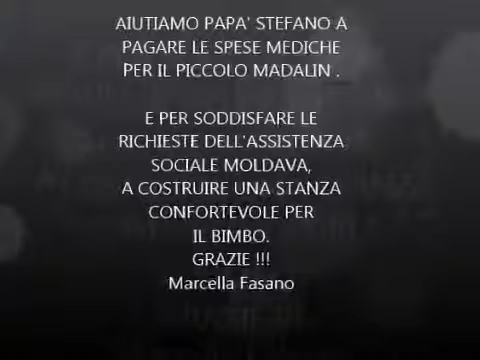 AIUTIAMO PAPA' STEFANO A
PAGARE LE SPESE MEDICHE
PER IL PICCOLO MADALIN .
E PER SODDISFARE LE
RICHIESTE DELL'ASSISTENZA
SOCIALE MOLDAVA,
A COSTRUIRE UNA STANZA
CONFORTEVOLE PER
IL BIMBO.
GRAZIE !!!
Marcella Fasano